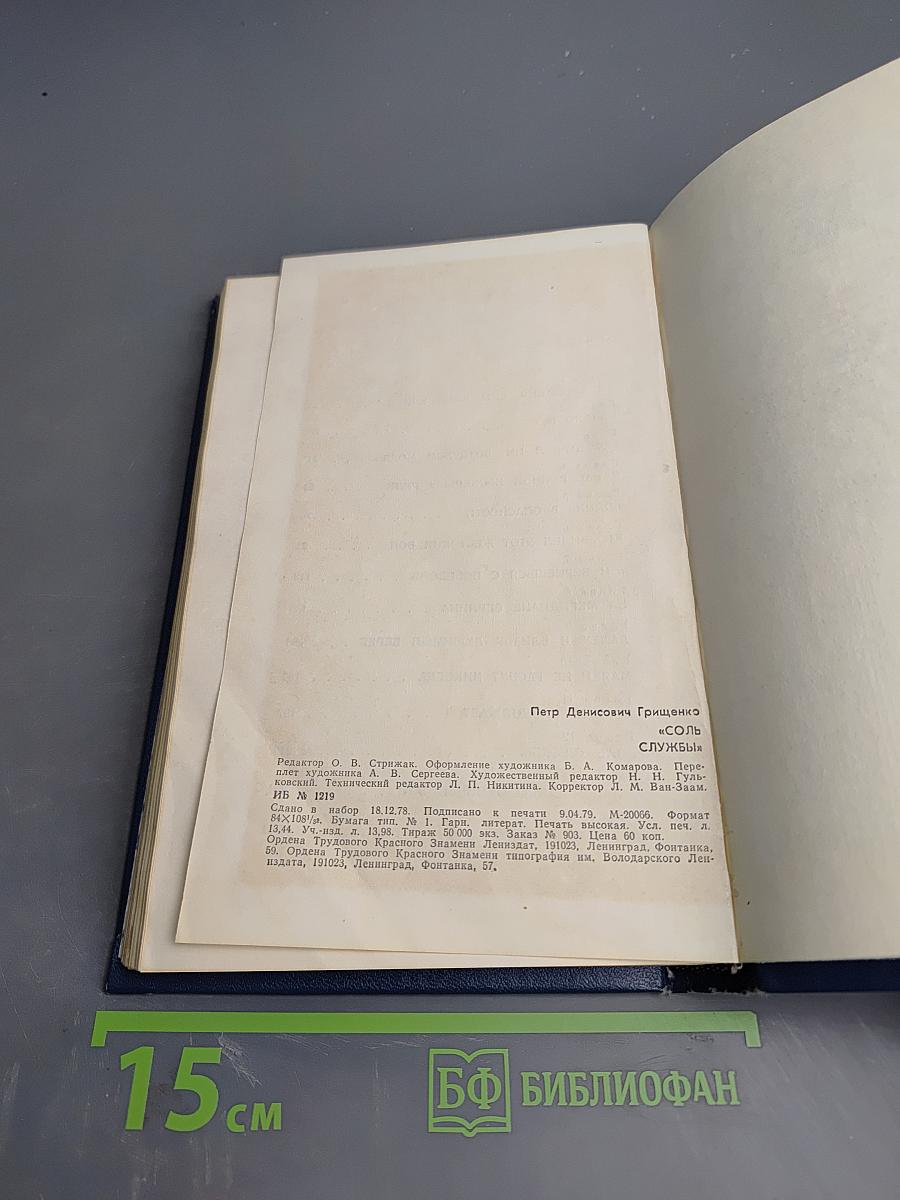 Петр Денисович Грищенко
«СОЛЬ
СЛУЖБЫ»
Редактор О. В. Стрижак. Оформление художника Б. А. Комарова. Пере-
плет художника А. В. Сергеева. Художественный редактор Н. Н. Гуль-
ковский. Технический редактор Л. П. Никитина. Корректор Л. М. Ван-Заам.
ИБ № 1219
Сдано в набор 18.12.78. Подписано к печати 9.04.79. М-20066. Формат
84×108¹/₃₂. Бумага тип. № 1. Гарн. литерат. Печать высокая. Усл. печ. л.
13,44. Уч.-изд. л. 13,98. Тираж 50 000 экз. Заказ № 903. Цена 60 коп.
Ордена Трудового Красного Знамени Лениздат, 191023, Ленинград, Фонтанка,
59. Ордена Трудового Красного Знамени типография им. Володарского Лен-
издата, 191023, Ленинград, Фонтанка, 57.
15 см
БФ БИБЛИОФАН